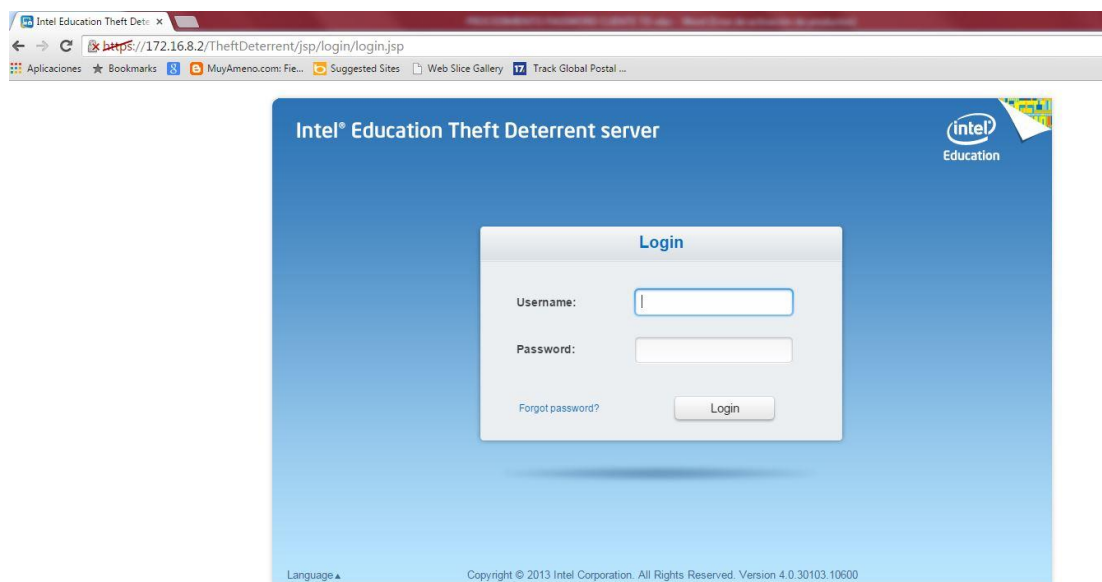 Intel Education Theft Dete
https://172.16.8.2/TheftDeterrent/jsp/login/login.jsp
Aplicaciones Bookmarks 8 MuyAmeno.com: Fie... Suggested Sites Web Slice Gallery 17 Track Global Postal ...
Intel® Education Theft Deterrent server
intel
Education
Login
Username:
Password:
Forgot password?
Login
Language▲
Copyright © 2013 Intel Corporation. All Rights Reserved. Version 4.0.30103.10600